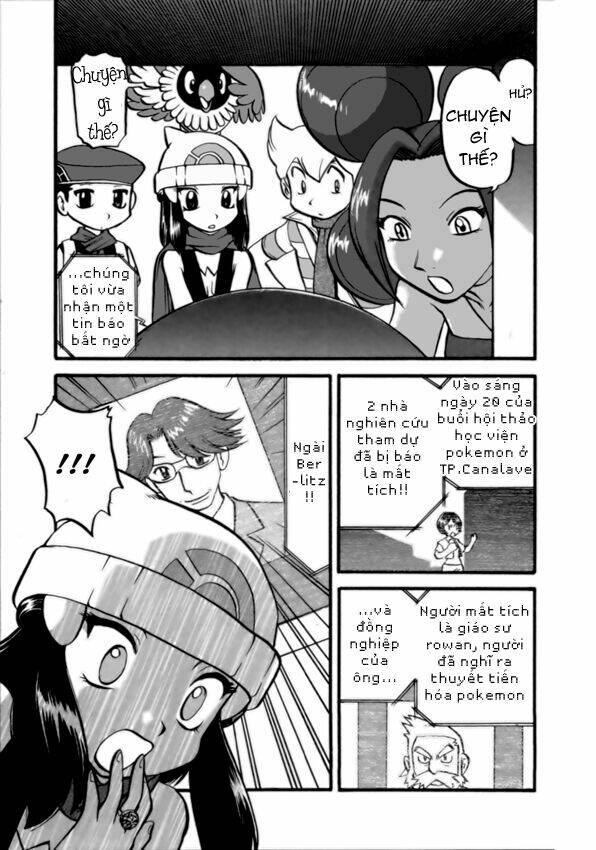 HỬ?
CHUYỆN
GÌ
THẾ?
Chuyện
gì
thế?
...chúng
tôi vừa
nhận một
tin báo
bất ngờ
Vào sáng
ngày 20 của
buổi hội thảo
học viện
pokemon ở
TP.Canalave
2 nhà
nghiên cứu
tham dự
đã bị báo
là mất
tích!!
Người mất tích
là giáo sư
rowan, người
đã nghĩ ra
thuyết tiến
hóa pokemon
...và
đồng
nghiệp
của
ông...
Ngài
Ber
-litz
!!
!!!